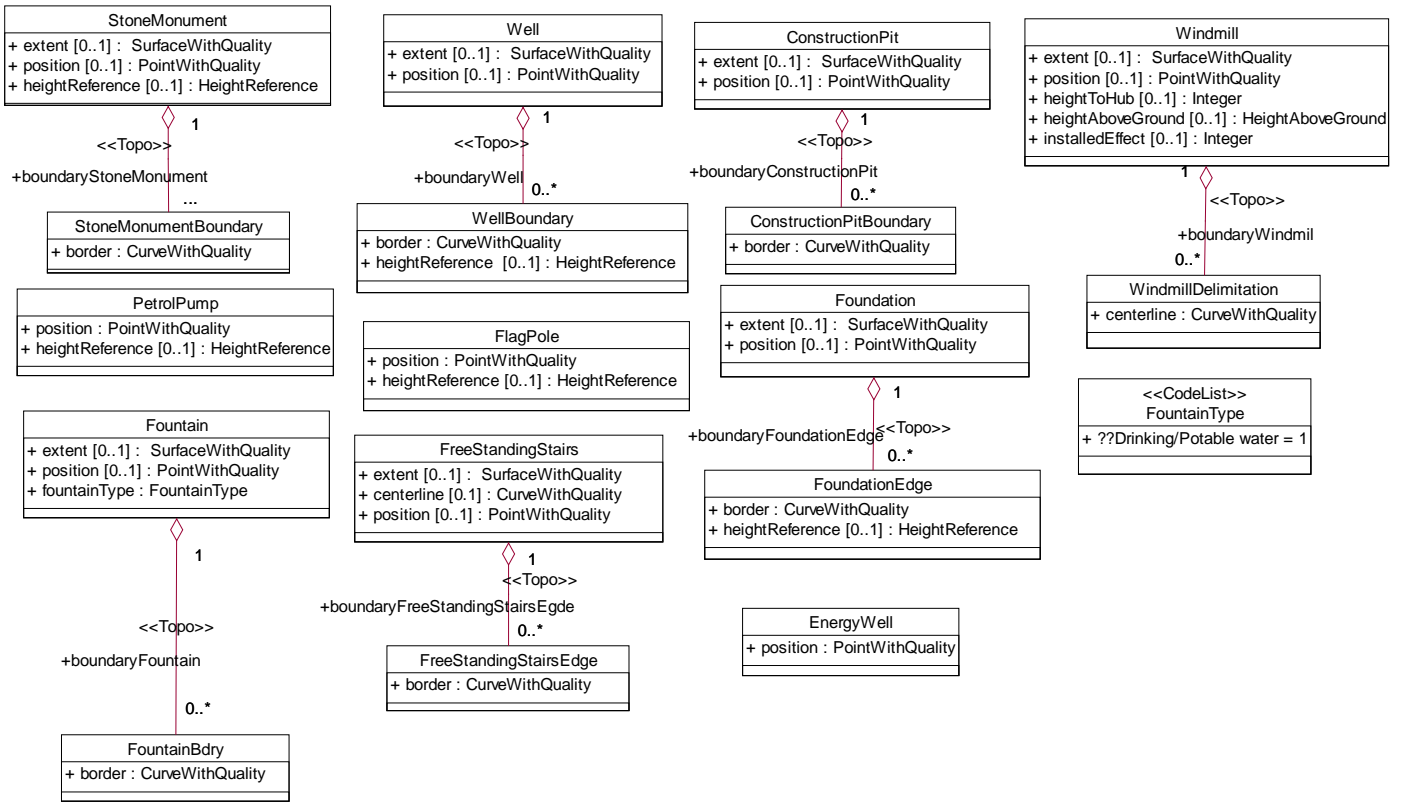 StoneMonument
+ extent [0..1] : SurfaceWithQuality
+ position [0..1] : PointWithQuality
+ heightReference [0..1] : HeightReference
1
<<Topo>>
+boundaryStoneMonument
...
StoneMonumentBoundary
+ border : CurveWithQuality
Well
+ extent [0..1] : SurfaceWithQuality
+ position [0..1] : PointWithQuality
1
<<Topo>>
+boundaryWell
0..*
WellBoundary
+ border : CurveWithQuality
+ heightReference [0..1] : HeightReference
ConstructionPit
+ extent [0..1] : SurfaceWithQuality
+ position [0..1] : PointWithQuality
1
<<Topo>>
+boundaryConstructionPit
0..*
ConstructionPitBoundary
+ border : CurveWithQuality
Windmill
+ extent [0..1] : SurfaceWithQuality
+ position [0..1] : PointWithQuality
+ heightToHub [0..1] : Integer
+ heightAboveGround [0..1] : HeightAboveGround
+ installedEffect [0..1] : Integer
1
<<Topo>>
+boundaryWindmil
0..*
WindmillDelimitation
+ centerline : CurveWithQuality
PetrolPump
+ position : PointWithQuality
+ heightReference [0..1] : HeightReference
FlagPole
+ position : PointWithQuality
+ heightReference [0..1] : HeightReference
Foundation
+ extent [0..1] : SurfaceWithQuality
+ position [0..1] : PointWithQuality
1
<<Topo>>
+boundaryFoundationEdge
0..*
FoundationEdge
+ border : CurveWithQuality
+ heightReference [0..1] : HeightReference
<<CodeList>>
FountainType
+ ??Drinking/Potable water = 1
Fountain
+ extent [0..1] : SurfaceWithQuality
+ position [0..1] : PointWithQuality
+ fountainType : FountainType
1
<<Topo>>
+boundaryFountain
0..*
FountainBdry
+ border : CurveWithQuality
FreeStandingStairs
+ extent [0..1] : SurfaceWithQuality
+ centerline [0.1] : CurveWithQuality
+ position [0..1] : PointWithQuality
1
<<Topo>>
+boundaryFreeStandingStairsEgde
0..*
FreeStandingStairsEdge
+ border : CurveWithQuality
EnergyWell
+ position : PointWithQuality